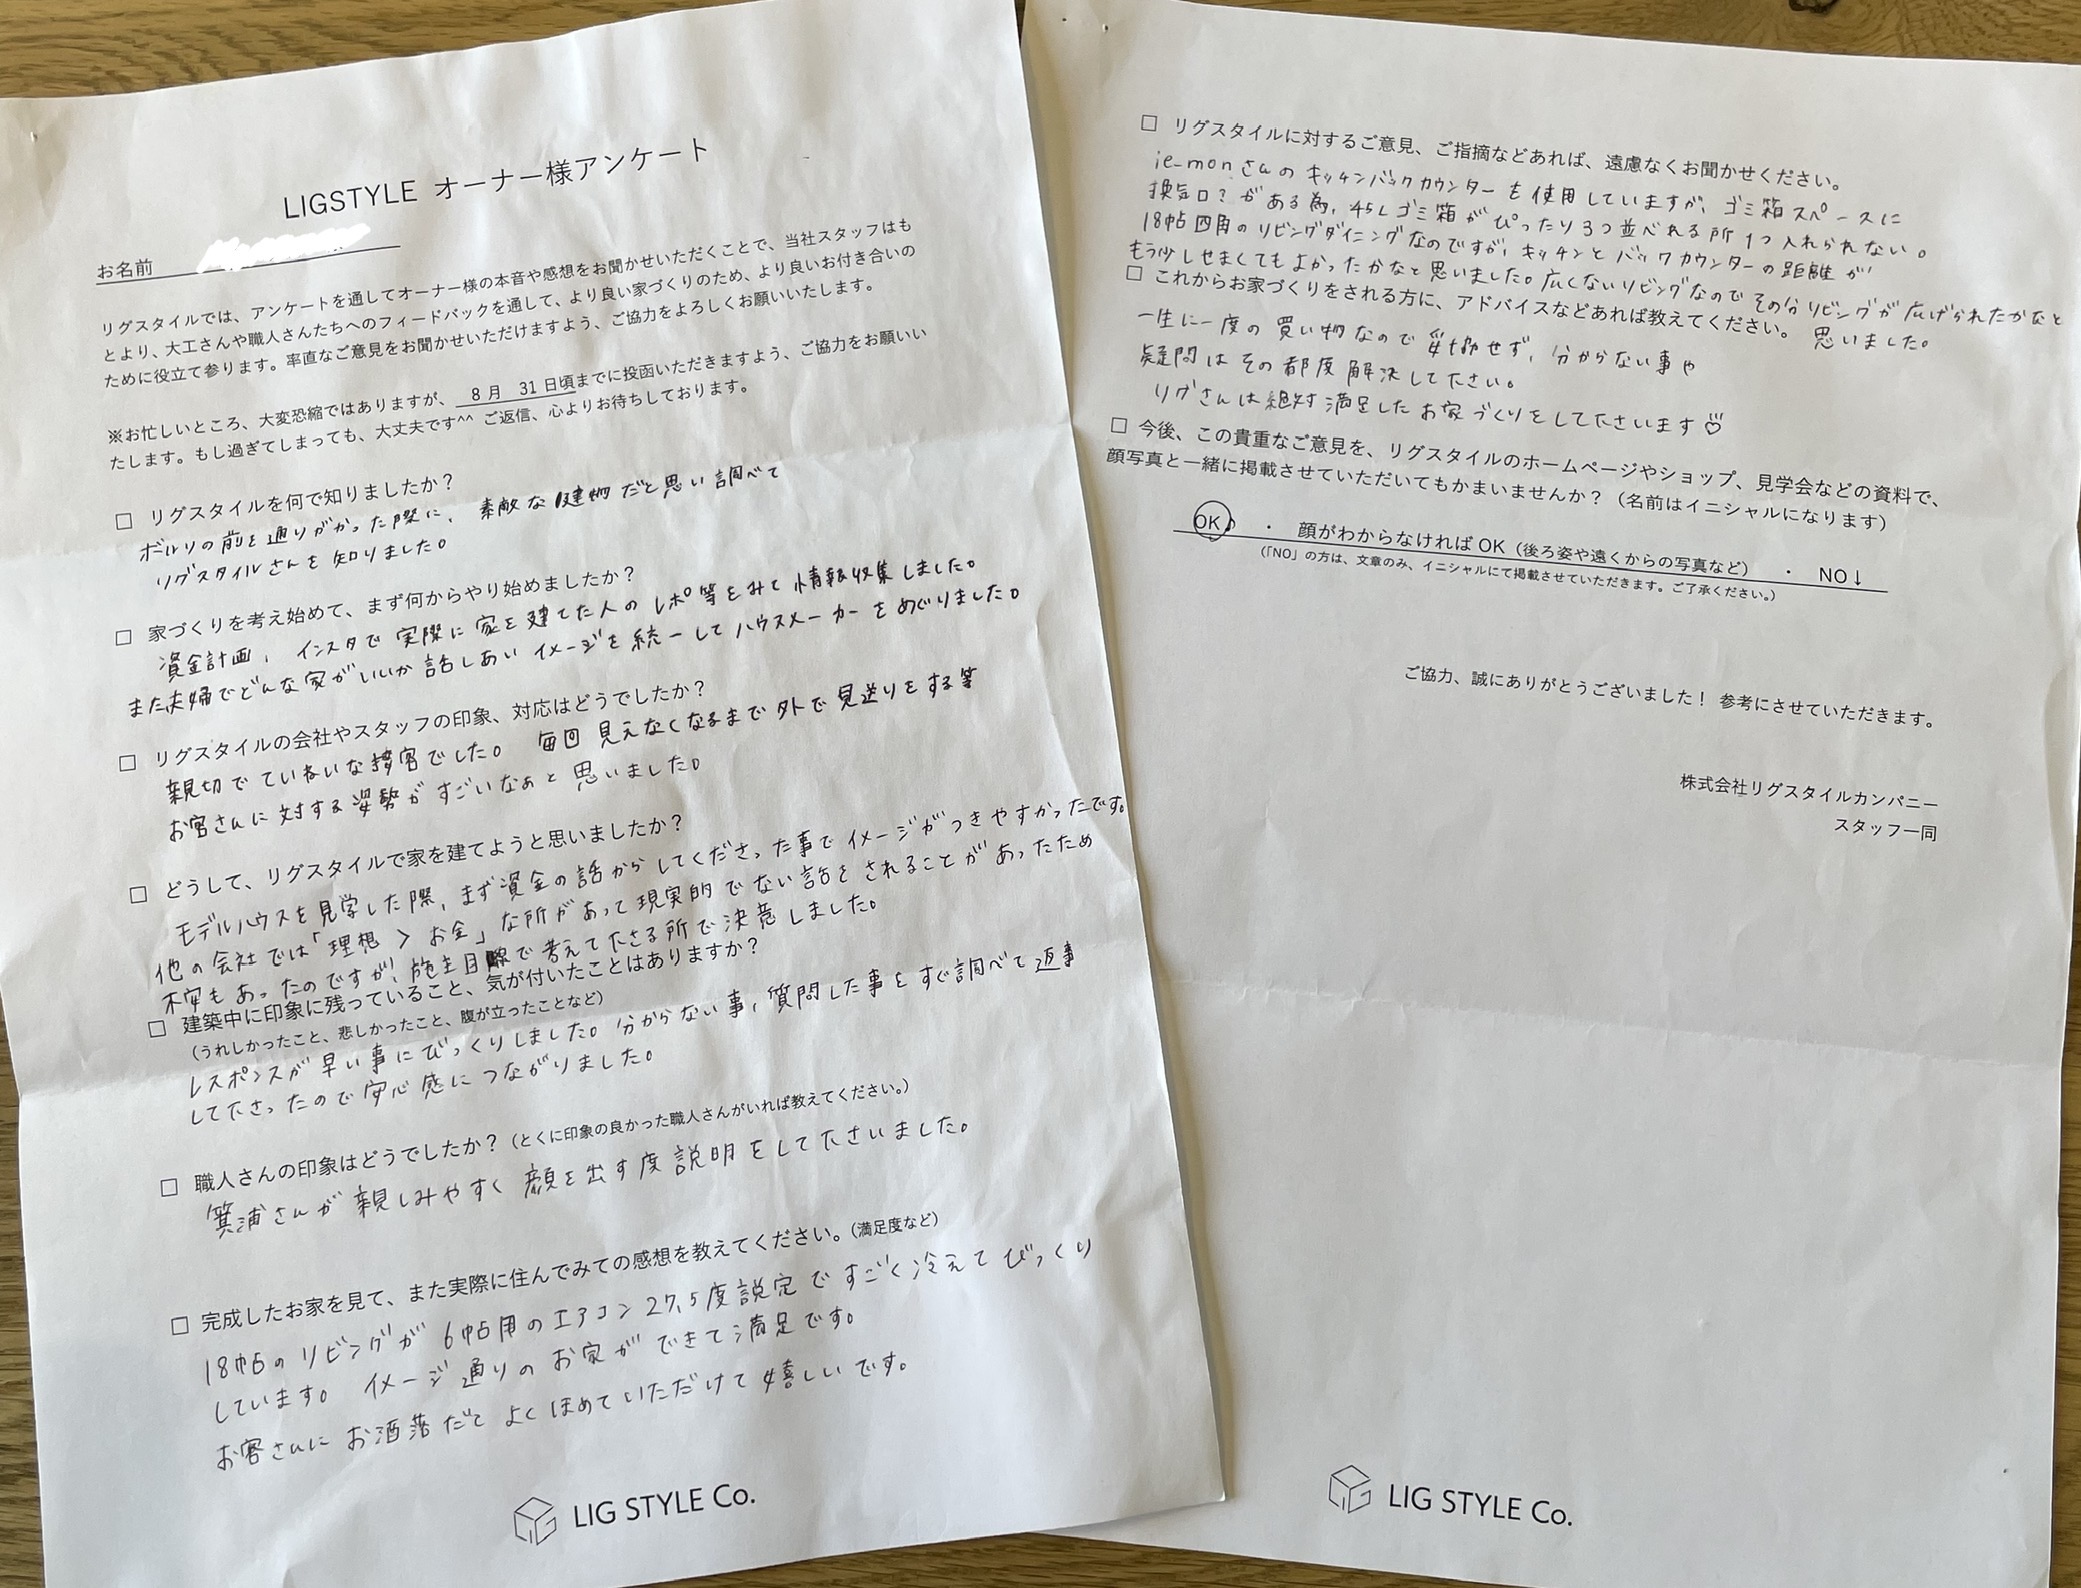 LIGSTYLE オーナー様アンケート
お名前
リグスタイルでは、アンケートを通してオーナー様の本音や感想をお聞かせいただくことで、当社スタッフはも
とより、大工さんや職人さんたちへのフィードバックを通して、より良い家づくりのため、より良いお付き合いの
ために役立て参ります。率直なご意見をお聞かせいただけますよう、ご協力をよろしくお願いいたします。
※お忙しいところ、大変恐縮ではありますが、 8 月 31 日頃までに投函いただきますよう、ご協力をお願いい
たします。もし過ぎてしまっても、大丈夫です^^ ご返信、心よりお待ちしております。
□ リグスタイルを何で知りましたか？
ボルリの前を通りがかった際に、素敵な建物だと思い調べて
リグスタイルさんを知りました。
□ 家づくりを考え始めて、まず何からやり始めましたか？
資金計画、インスタで実際に家を建てた人のレポ等をみて情報収集しました。
また夫婦でどんな家がいいか話しあいイメージを統一してハウスメーカーをめぐりました。
□ リグスタイルの会社やスタッフの印象、対応はどうでしたか？
親切でていねいな接客でした。毎回見えなくなるまで外で見送りをする等
お客さんに対する姿勢がすごいなぁと思いました。
□ どうして、リグスタイルで家を建てようと思いましたか？
モデルハウスを見学した際、まず資金の話からしてくださった事でイメージがつきやすかったです。
他の会社では「理想 > お金」な所があって現実的でない話をされることがあったため
不安もあったのですが、施主目線で考えて下さる所で決意しました。
□ 建築中に印象に残っていること、気が付いたことはありますか？
（うれしかったこと、悲しかったこと、腹が立ったことなど）
レスポンスが早い事にびっくりしました。分からない事、質問した事をすぐ調べて返事
して下さったので安心感につながりました。
□ 職人さんの印象はどうでしたか？（とくに印象の良かった職人さんがいれば教えてください。）
箕浦さんが親しみやすく顔を出す度説明をして下さいました。
□ 完成したお家を見て、また実際に住んでみての感想を教えてください。（満足度など）
18帖のリビングが6帖用のエアコン27.5度説定ですごく冷えてびっくり
しています。イメージ通りのお家ができて満足です。
お客さんにお洒落だてよくほめていただけて嬉しいです。
LIG STYLE Co.
□ リグスタイルに対するご意見、ご指摘などあれば、遠慮なくお聞かせください。
ie-monさんのキッチンバックカウンターを使用していますが、ゴミ箱スペースに
換気口？がある為、45Lゴミ箱がぴったり3つ並べれる所1つ入れられない。
18帖四角のリビングダイニングなのですが、キッチンとバックカウンターの距離が
もう少しせまくてもよかったかなと思いました。広くないリビングなのでその分リビングが広げられたかなと
思いました。
□ これからお家づくりをされる方に、アドバイスなどあれば教えてください。
一生に一度の買い物なので妥協せず、分からない事や
疑問はその都度解決して下さい。
リグさんは絶対満足したお家づくりをして下さいます♡
□ 今後、この貴重なご意見を、リグスタイルのホームページやショップ、見学会などの資料で、
顔写真と一緒に掲載させていただいてもかまいませんか？（名前はイニシャルになります）
OK♪ ・ 顔がわからなければ OK（後ろ姿や遠くからの写真など） ・ NO↓
（「NO」の方は、文章のみ、イニシャルにて掲載させていただきます。ご了承ください。）
ご協力、誠にありがとうございました！ 参考にさせていただきます。
株式会社リグスタイルカンパニー
スタッフ一同
LIG STYLE Co.